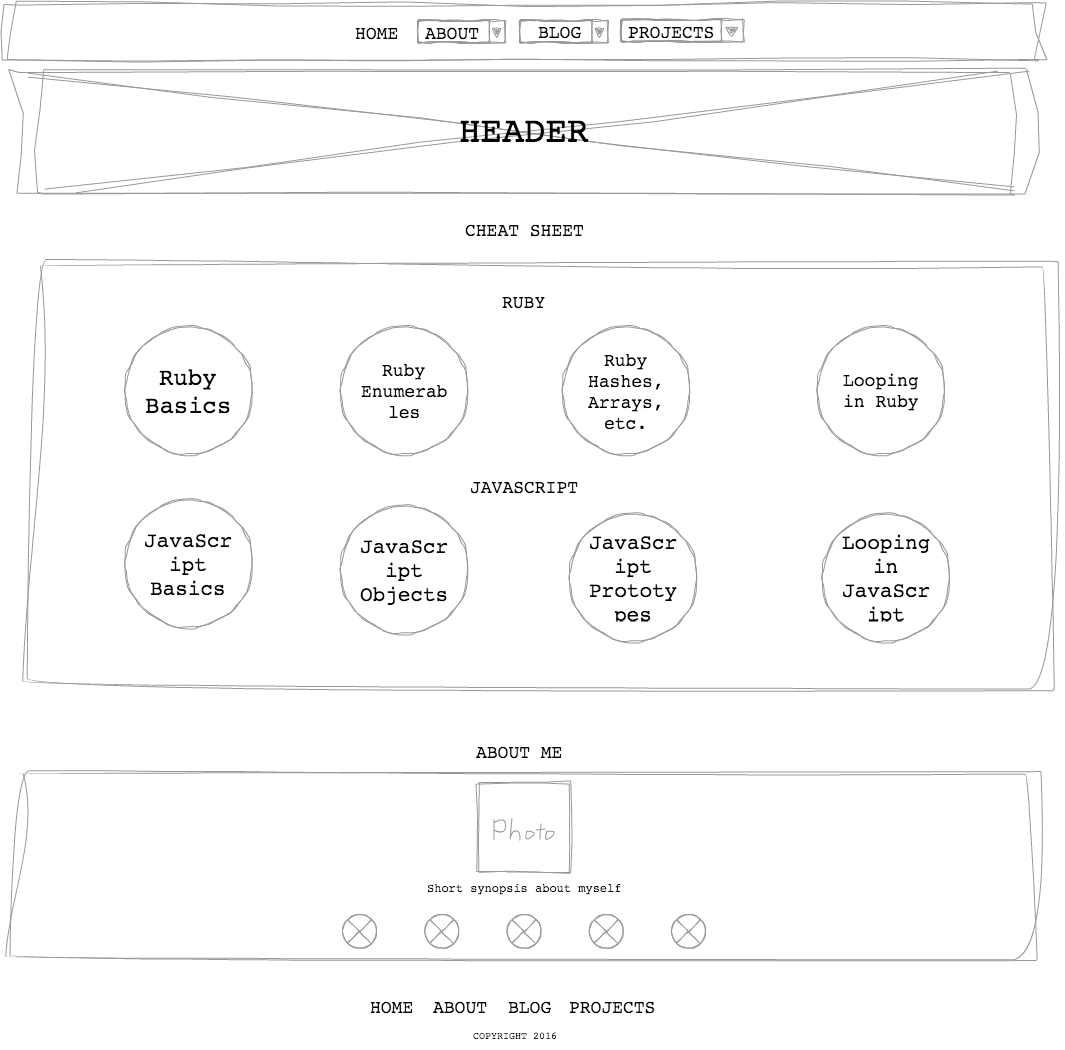 HOME ABOUT BLOG PROJECTS
HEADER
CHEAT SHEET
RUBY
Ruby
Basics
Ruby
Enumerab
les
Ruby
Hashes,
Arrays,
etc.
Looping
in Ruby
JAVASCRIPT
JavaScr
ipt
Basics
JavaScr
ipt
Objects
JavaScr
ipt
Prototy
pes
Looping
in
JavaScr
ipt
ABOUT ME
Photo
Short synopsis about myself
HOME ABOUT BLOG PROJECTS
COPYRIGHT 2016